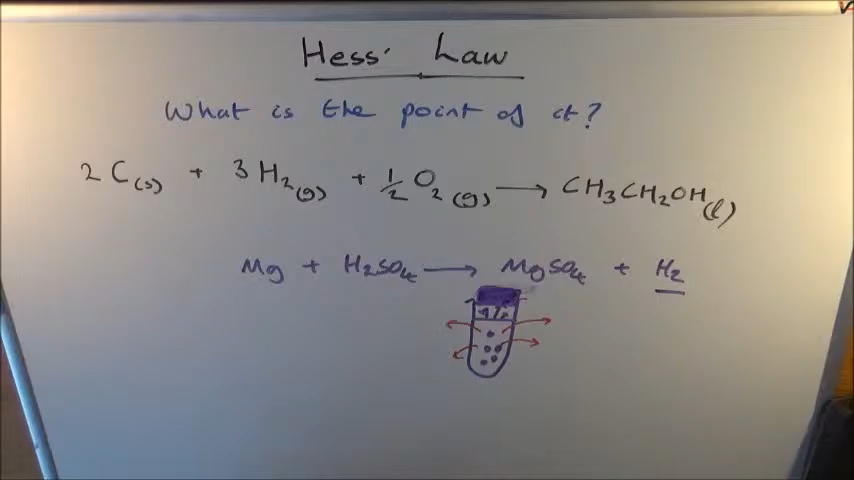 Hess' Law
What is the point of it?
2 C(s) + 3 H2(g) + 1/2 O2(g) → CH3CH2OH(l)
Mg + H2SO4 → MgSO4 + H2